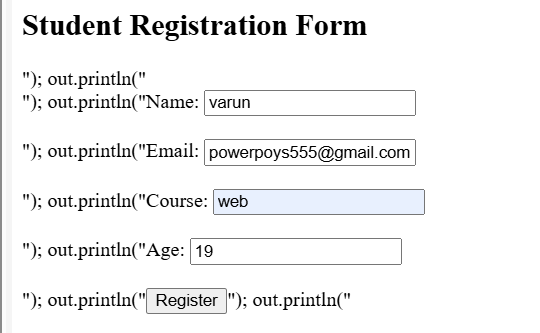 Student Registration Form
"); out.println("
"); out.println("Name: varun
"); out.println("Email: powerpoys555@gmail.com
"); out.println("Course: web
"); out.println("Age: 19
"); out.println("Register"); out.println("